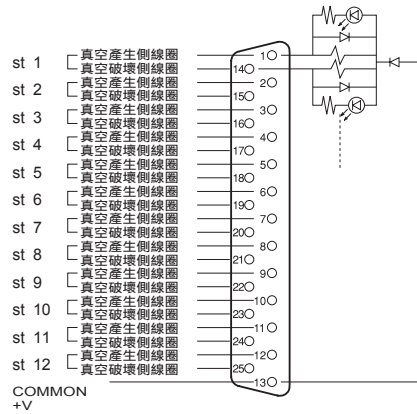 st 1 真空產生側線圈 1
真空破壞側線圈 14
st 2 真空產生側線圈 2
真空破壞側線圈 15
st 3 真空產生側線圈 3
真空破壞側線圈 16
st 4 真空產生側線圈 4
真空破壞側線圈 17
st 5 真空產生側線圈 5
真空破壞側線圈 18
st 6 真空產生側線圈 6
真空破壞側線圈 19
st 7 真空產生側線圈 7
真空破壞側線圈 20
st 8 真空產生側線圈 8
真空破壞側線圈 21
st 9 真空產生側線圈 9
真空破壞側線圈 22
st 10 真空產生側線圈 10
真空破壞側線圈 23
st 11 真空產生側線圈 11
真空破壞側線圈 24
st 12 真空產生側線圈 12
真空破壞側線圈 25
COMMON 13
+V